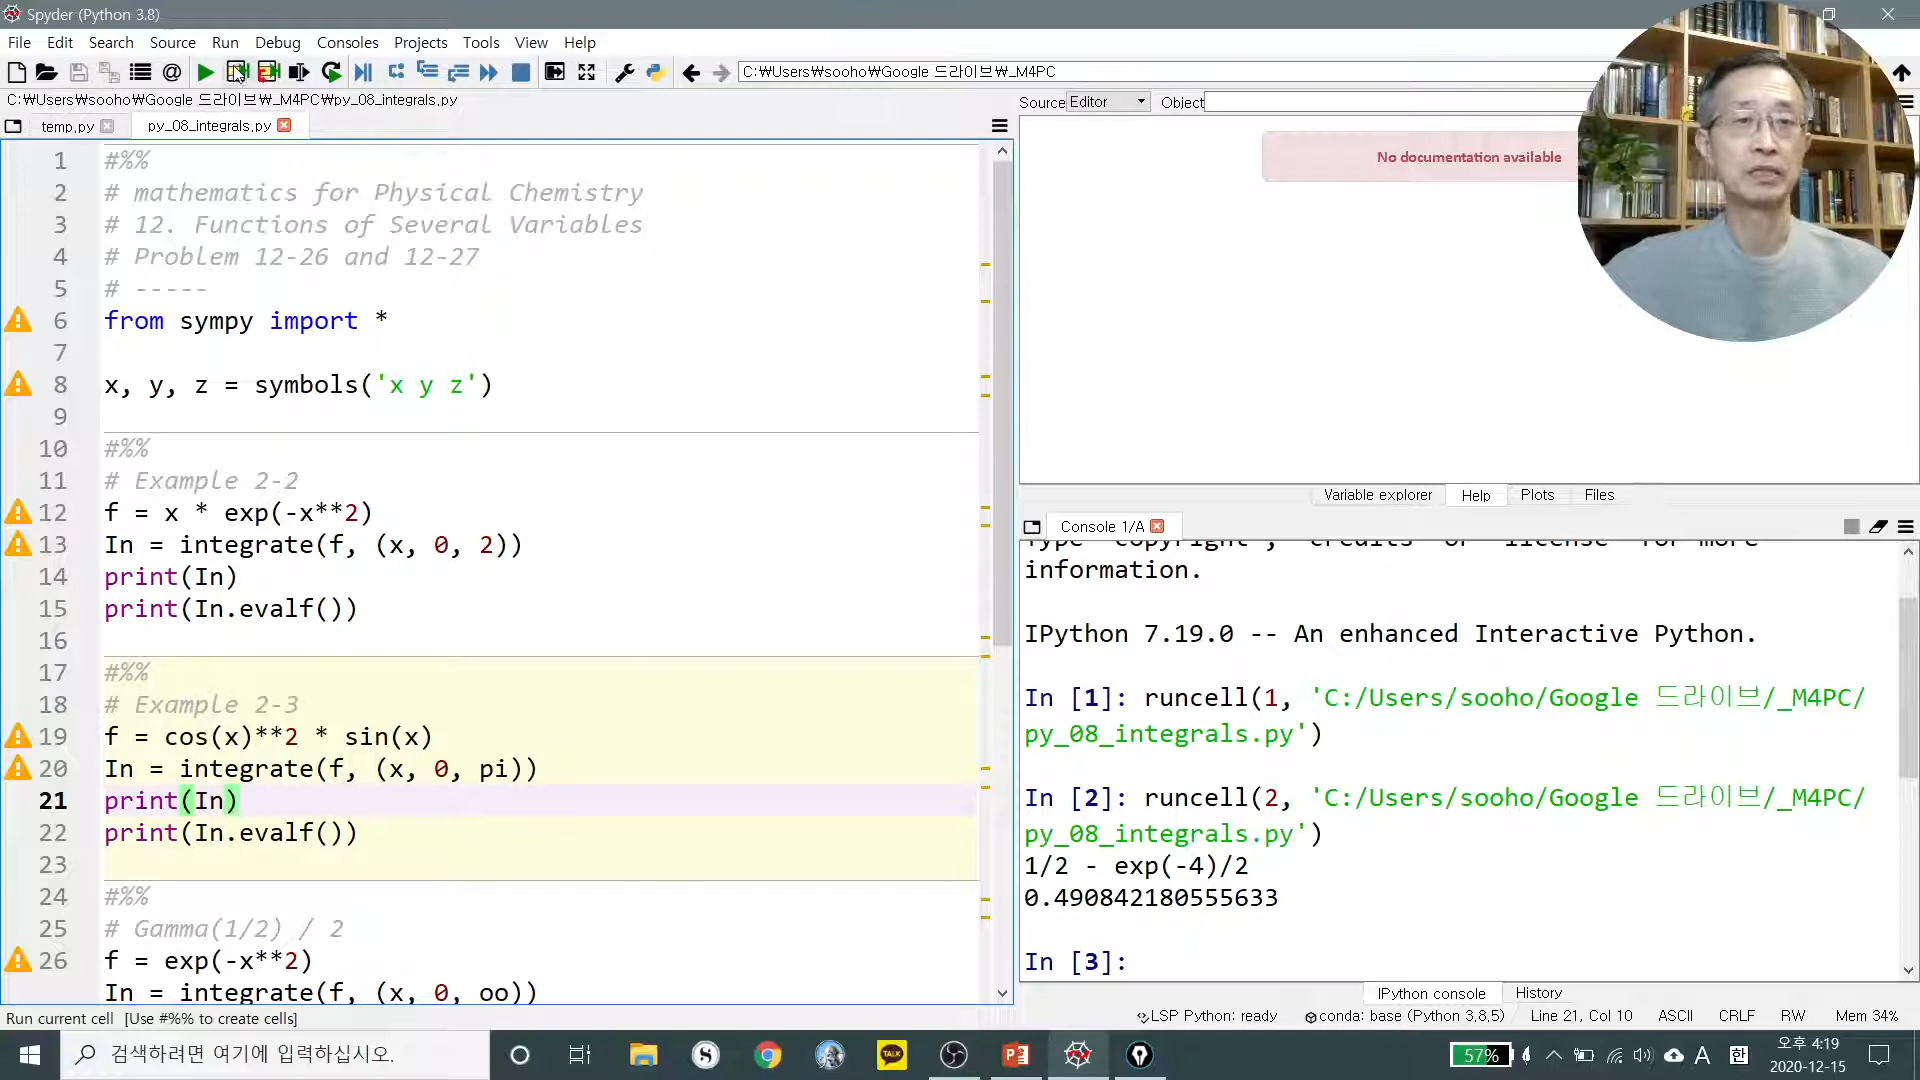 Spyder (Python 3.8)
File Edit Search Source Run Debug Consoles Projects Tools View Help
C:₩Users₩sooho₩Google 드라이브₩_M4PC
C:₩Users₩sooho₩Google 드라이브₩_M4PC₩py_08_integrals.py
Source Editor Object
temp.py py_08_integrals.py
No documentation available
1 #%%
2 # mathematics for Physical Chemistry
3 # 12. Functions of Several Variables
4 # Problem 12-26 and 12-27
5 # -----
6 from sympy import *
7
8 x, y, z = symbols('x y z')
9
10 #%%
11 # Example 2-2
12 f = x * exp(-x**2)
13 In = integrate(f, (x, 0, 2))
14 print(In)
15 print(In.evalf())
16
17 #%%
18 # Example 2-3
19 f = cos(x)**2 * sin(x)
20 In = integrate(f, (x, 0, pi))
21 print(In)
22 print(In.evalf())
23
24 #%%
25 # Gamma(1/2) / 2
26 f = exp(-x**2)
In = integrate(f, (x, 0, oo))
Variable explorer Help Plots Files
Console 1/A
Type "copyright", "credits" or "license" for more
information.
IPython 7.19.0 -- An enhanced Interactive Python.
In [1]: runcell(1, 'C:/Users/sooho/Google 드라이브/_M4PC/
py_08_integrals.py')
In [2]: runcell(2, 'C:/Users/sooho/Google 드라이브/_M4PC/
py_08_integrals.py')
1/2 - exp(-4)/2
0.490842180555633
In [3]:
IPython console History
Run current cell [Use #%% to create cells]
LSP Python: ready conda: base (Python 3.8.5) Line 21, Col 10 ASCII CRLF RW Mem 34%
검색하려면 여기에 입력하십시오.
TALK
57%
A 한
오후 4:19
2020-12-15